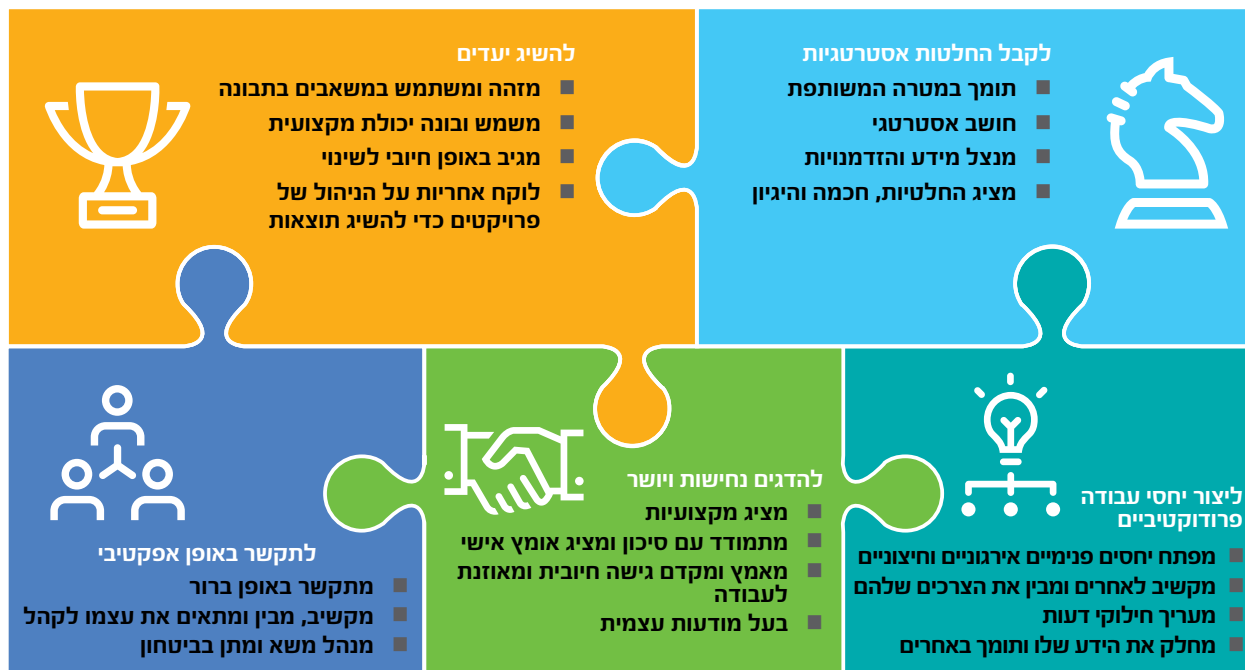 לקבל החלטות אסטרטגיות
תומך במטרה המשותפת
חושב אסטרטגי
מנצל מידע והזדמנויות
מציג החלטיות, חכמה והיגיון
להשיג יעדים
מזהה ומשתמש במשאבים בתבונה
משמש ובונה יכולת מקצועית
מגיב באופן חיובי לשינוי
לוקח אחריות על הניהול של
פרויקטים כדי להשיג תוצאות
ליצור יחסי עבודה
פרודוקטיביים
מפתח יחסים פנימיים אירגוניים וחיצוניים
מקשיב לאחרים ומבין את הצרכים שלהם
מעריך חילוקי דעות
מחלק את הידע שלו ותומך באחרים
להדגים נחישות ויושר
מציג מקצועיות
מתמודד עם סיכון ומציג אומץ אישי
מאמץ ומקדם גישה חיובית ומאוזנת
לעבודה
בעל מודעות עצמית
לתקשר באופן אפקטיבי
מתקשר באופן ברור
מקשיב, מבין ומתאים את עצמו לקהל
מנהל משא ומתן בביטחון